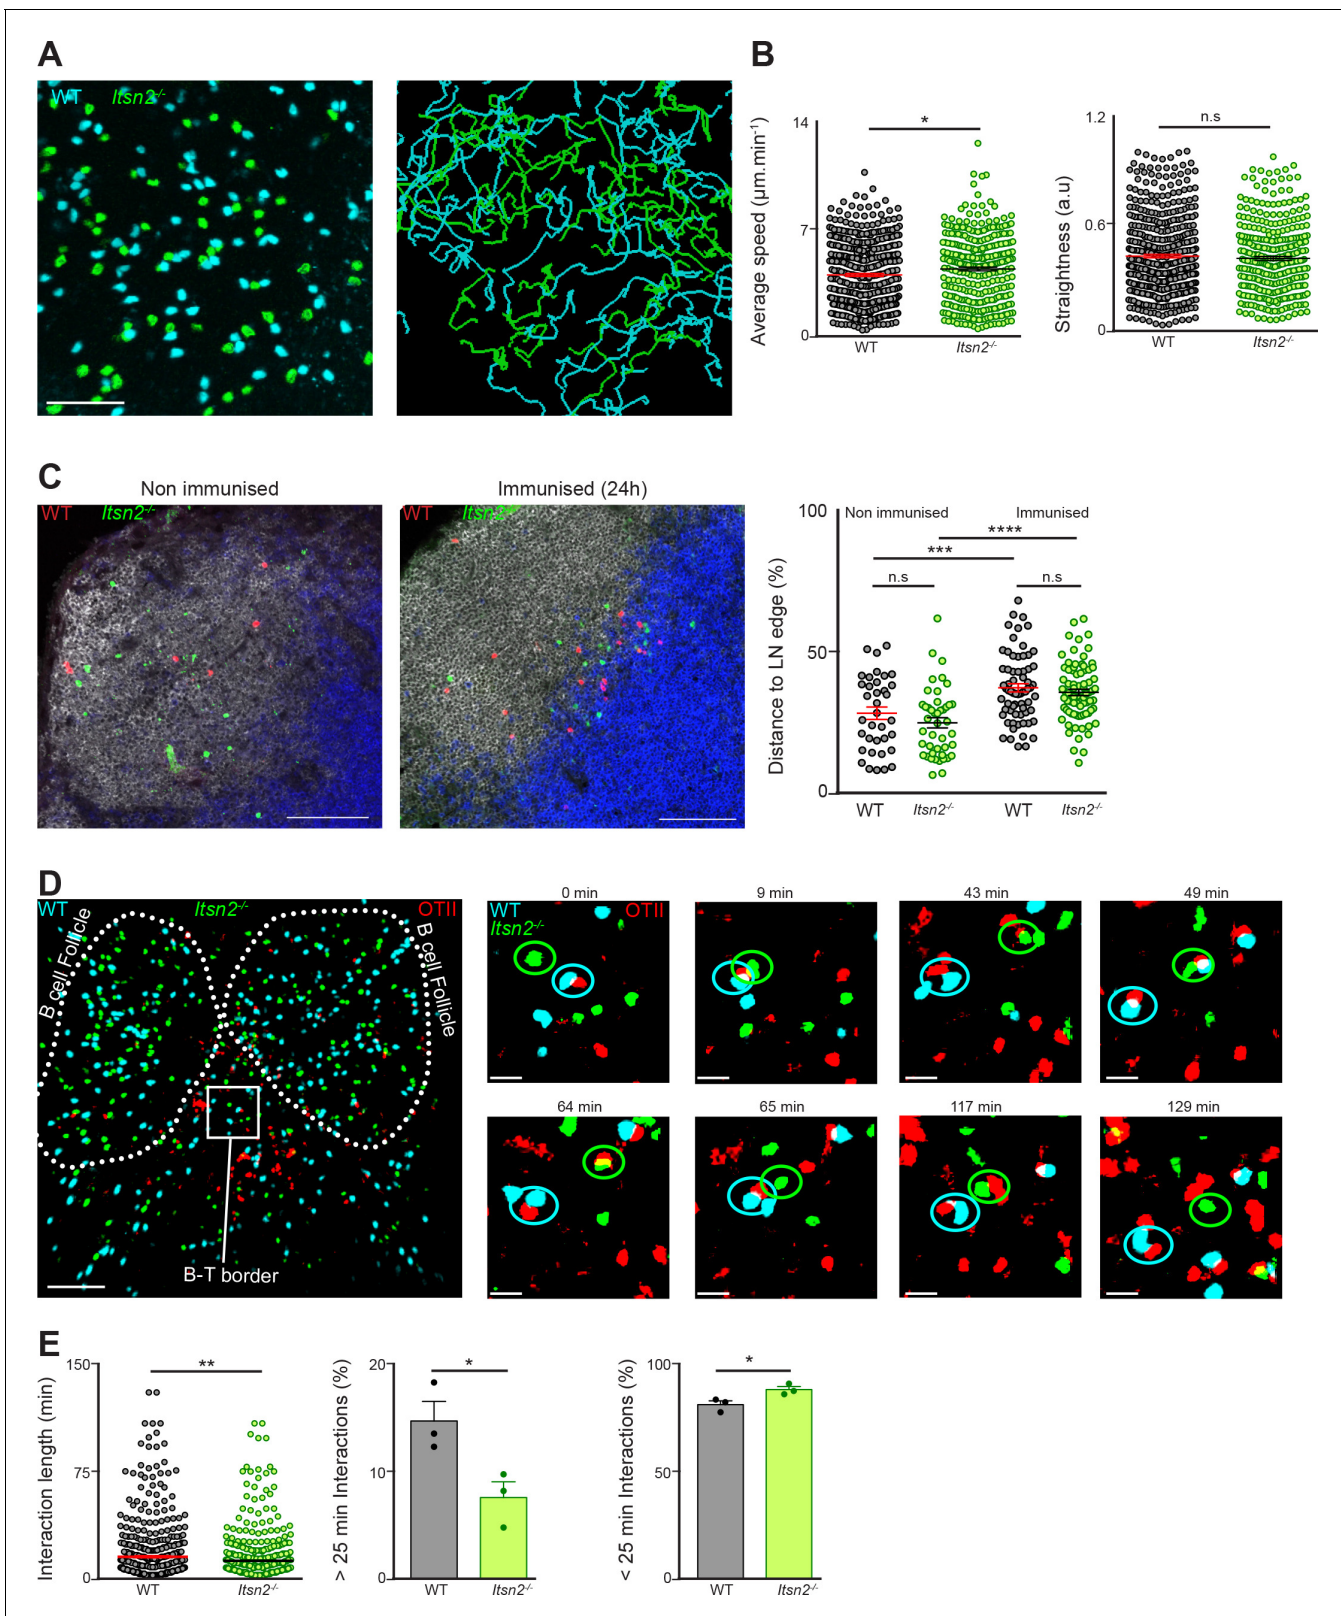 A
WT Itsn2-/-
B
Average speed (µm.min-1)
14
7
0
*
WT Itsn2-/-
Straightness (a.u)
1.2
0.6
0
n.s
WT Itsn2-/-
C
Non immunised
WT Itsn2-/-
Immunised (24h)
WT Itsn2-/-
Distance to LN edge (%)
100
50
0
Non immunised Immunised
****
***
n.s n.s
WT Itsn2-/- WT Itsn2-/-
D
WT Itsn2-/- OTII
B cell Follicle
B cell Follicle
B-T border
0 min 9 min 43 min 49 min
WT OTII
Itsn2-/-
64 min 65 min 117 min 129 min
E
Interaction length (min)
150
75
0
**
WT Itsn2-/-
> 25 min Interactions (%)
20
10
0
*
WT Itsn2-/-
< 25 min Interactions (%)
100
50
0
*
WT Itsn2-/-